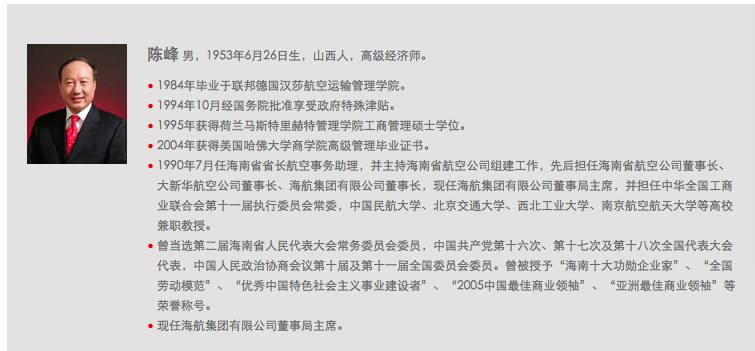 陈峰 男，1953年6月26日生，山西人，高级经济师。
● 1984年毕业于联邦德国汉莎航空运输管理学院。
● 1994年10月经国务院批准享受政府特殊津贴。
● 1995年获得荷兰马斯特里赫特管理学院工商管理硕士学位。
● 2004年获得美国哈佛大学商学院高级管理毕业证书。
● 1990年7月任海南省省长航空事务助理，并主持海南省航空公司组建工作，先后担任海南省航空公司董事长、
大新华航空公司董事长、海航集团有限公司董事长，现任海航集团有限公司董事局主席，并担任中华全国工商
业联合会第十一届执行委员会常委，中国民航大学、北京交通大学、西北工业大学、南京航空航天大学等高校
兼职教授。
● 曾当选第二届海南省人民代表大会常务委员会委员，中国共产党第十六次、第十七次及第十八次全国代表大会
代表，中国人民政治协商会议第十届及第十一届全国委员会委员。曾被授予“海南十大功勋企业家”、“全国
劳动模范”、“优秀中国特色社会主义事业建设者”、“2005中国最佳商业领袖”、“亚洲最佳商业领袖”等
荣誉称号。
● 现任海航集团有限公司董事局主席。